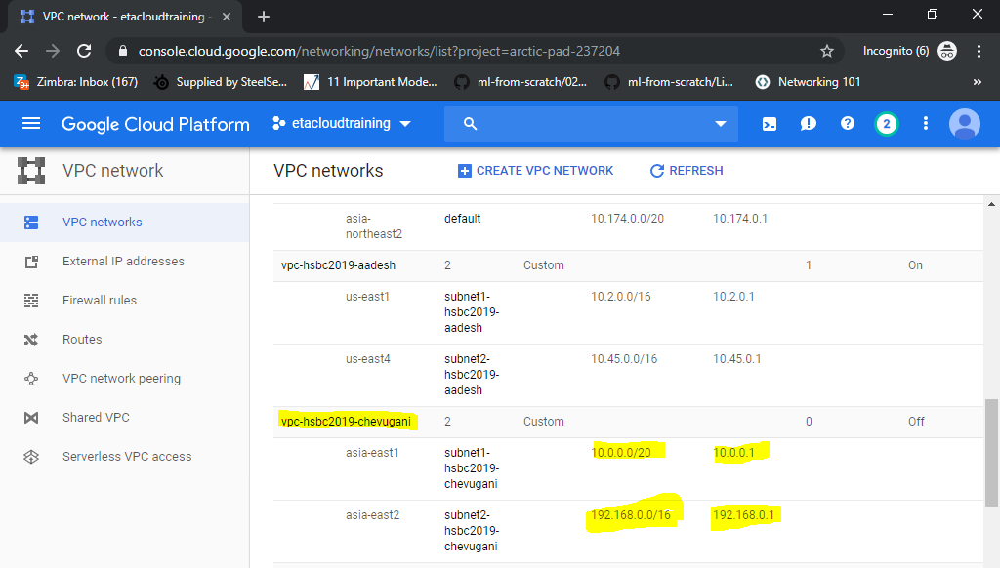 VPC network - etacloudtraining -
console.cloud.google.com/networking/networks/list?project=arctic-pad-237204
Incognito (6)
Zimbra: Inbox (167)
Supplied by SteelSe...
11 Important Mode...
ml-from-scratch/02...
ml-from-scratch/Li...
Networking 101
»
Google Cloud Platform
etacloudtraining
2
VPC network
VPC networks
CREATE VPC NETWORK
REFRESH
VPC networks
External IP addresses
Firewall rules
Routes
VPC network peering
Shared VPC
Serverless VPC access
asia-
northeast2
default
10.174.0.0/20
10.174.0.1
vpc-hsbc2019-aadesh
2
Custom
1
On
us-east1
subnet1-
hsbc2019-
aadesh
10.2.0.0/16
10.2.0.1
us-east4
subnet2-
hsbc2019-
aadesh
10.45.0.0/16
10.45.0.1
vpc-hsbc2019-chevugani
2
Custom
0
Off
asia-east1
subnet1-
hsbc2019-
chevugani
10.0.0.0/20
10.0.0.1
asia-east2
subnet2-
hsbc2019-
chevugani
192.168.0.0/16
192.168.0.1